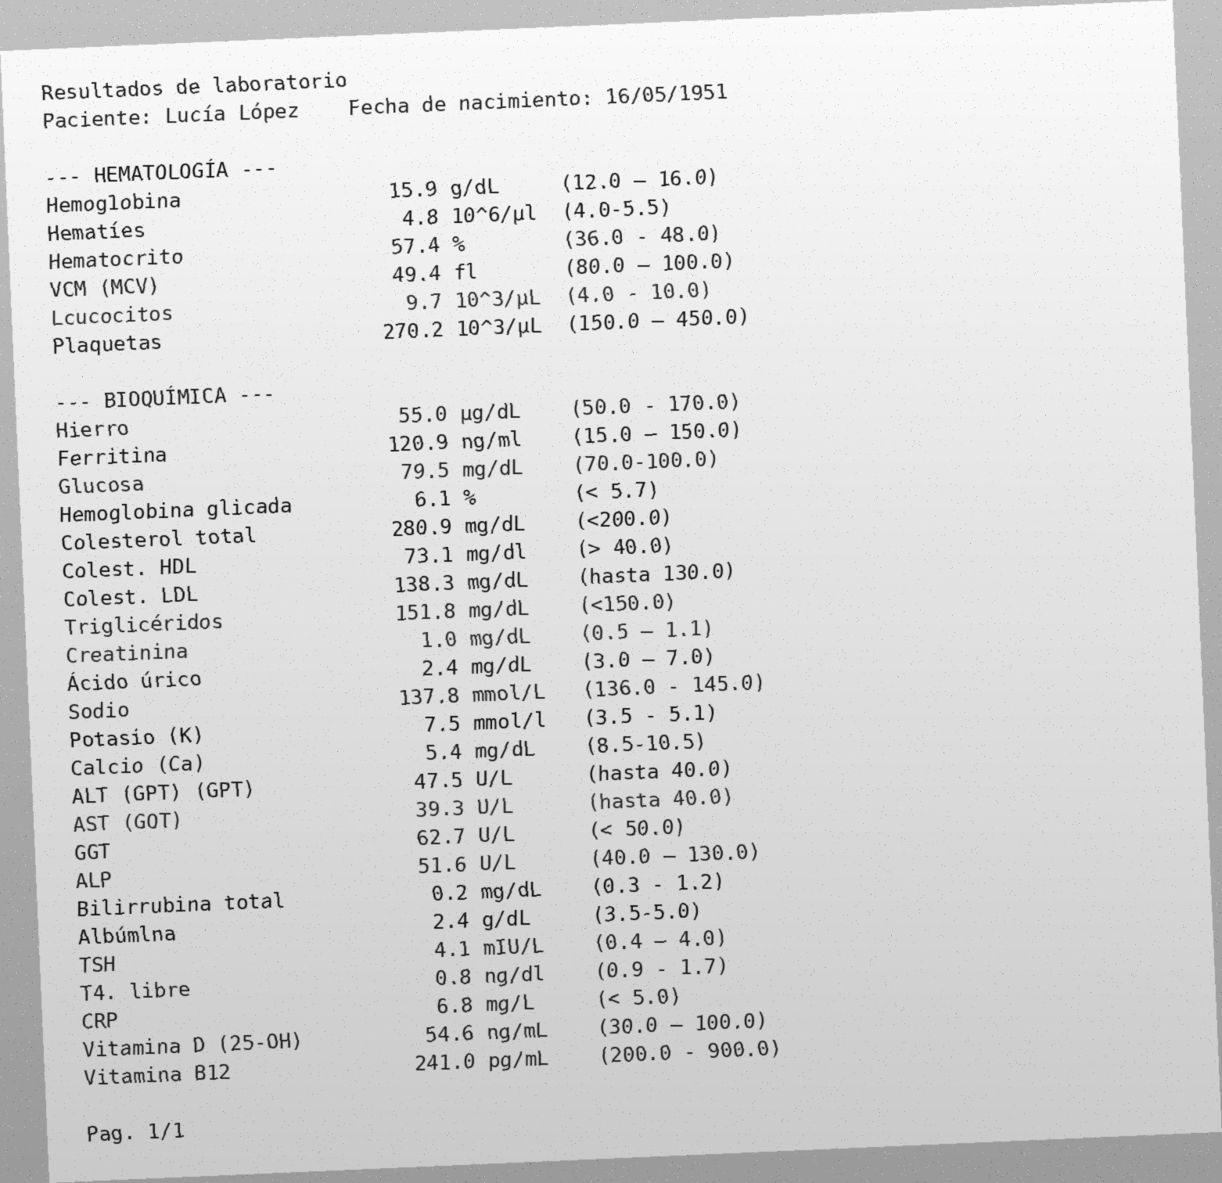 Resultados de laboratorio
Paciente: Lucía López    Fecha de nacimiento: 16/05/1951
--- HEMATOLOGÍA ---
Hemoglobina 15.9 g/dL (12.0 – 16.0)
Hematíes 4.8 10^6/µl (4.0-5.5)
Hematocrito 57.4 % (36.0 - 48.0)
VCM (MCV) 49.4 fl (80.0 – 100.0)
Lcucocitos 9.7 10^3/µL (4.0 - 10.0)
Plaquetas 270.2 10^3/µL (150.0 – 450.0)
--- BIOQUÍMICA ---
Hierro 55.0 µg/dL (50.0 - 170.0)
Ferritina 120.9 ng/ml (15.0 – 150.0)
Glucosa 79.5 mg/dL (70.0-100.0)
Hemoglobina glicada 6.1 % (< 5.7)
Colesterol total 280.9 mg/dL (<200.0)
Colest. HDL 73.1 mg/dl (> 40.0)
Colest. LDL 138.3 mg/dL (hasta 130.0)
Triglicéridos 151.8 mg/dL (<150.0)
Creatinina 1.0 mg/dL (0.5 – 1.1)
Ácido úrico 2.4 mg/dL (3.0 – 7.0)
Sodio 137.8 mmol/L (136.0 - 145.0)
Potasio (K) 7.5 mmol/l (3.5 - 5.1)
Calcio (Ca) 5.4 mg/dL (8.5-10.5)
ALT (GPT) (GPT) 47.5 U/L (hasta 40.0)
AST (GOT) 39.3 U/L (hasta 40.0)
GGT 62.7 U/L (< 50.0)
ALP 51.6 U/L (40.0 – 130.0)
Bilirrubina total 0.2 mg/dL (0.3 - 1.2)
Albúmlna 2.4 g/dL (3.5-5.0)
TSH 4.1 mIU/L (0.4 – 4.0)
T4. libre 0.8 ng/dl (0.9 - 1.7)
CRP 6.8 mg/L (< 5.0)
Vitamina D (25-OH) 54.6 ng/mL (30.0 – 100.0)
Vitamina B12 241.0 pg/mL (200.0 - 900.0)
Pag. 1/1